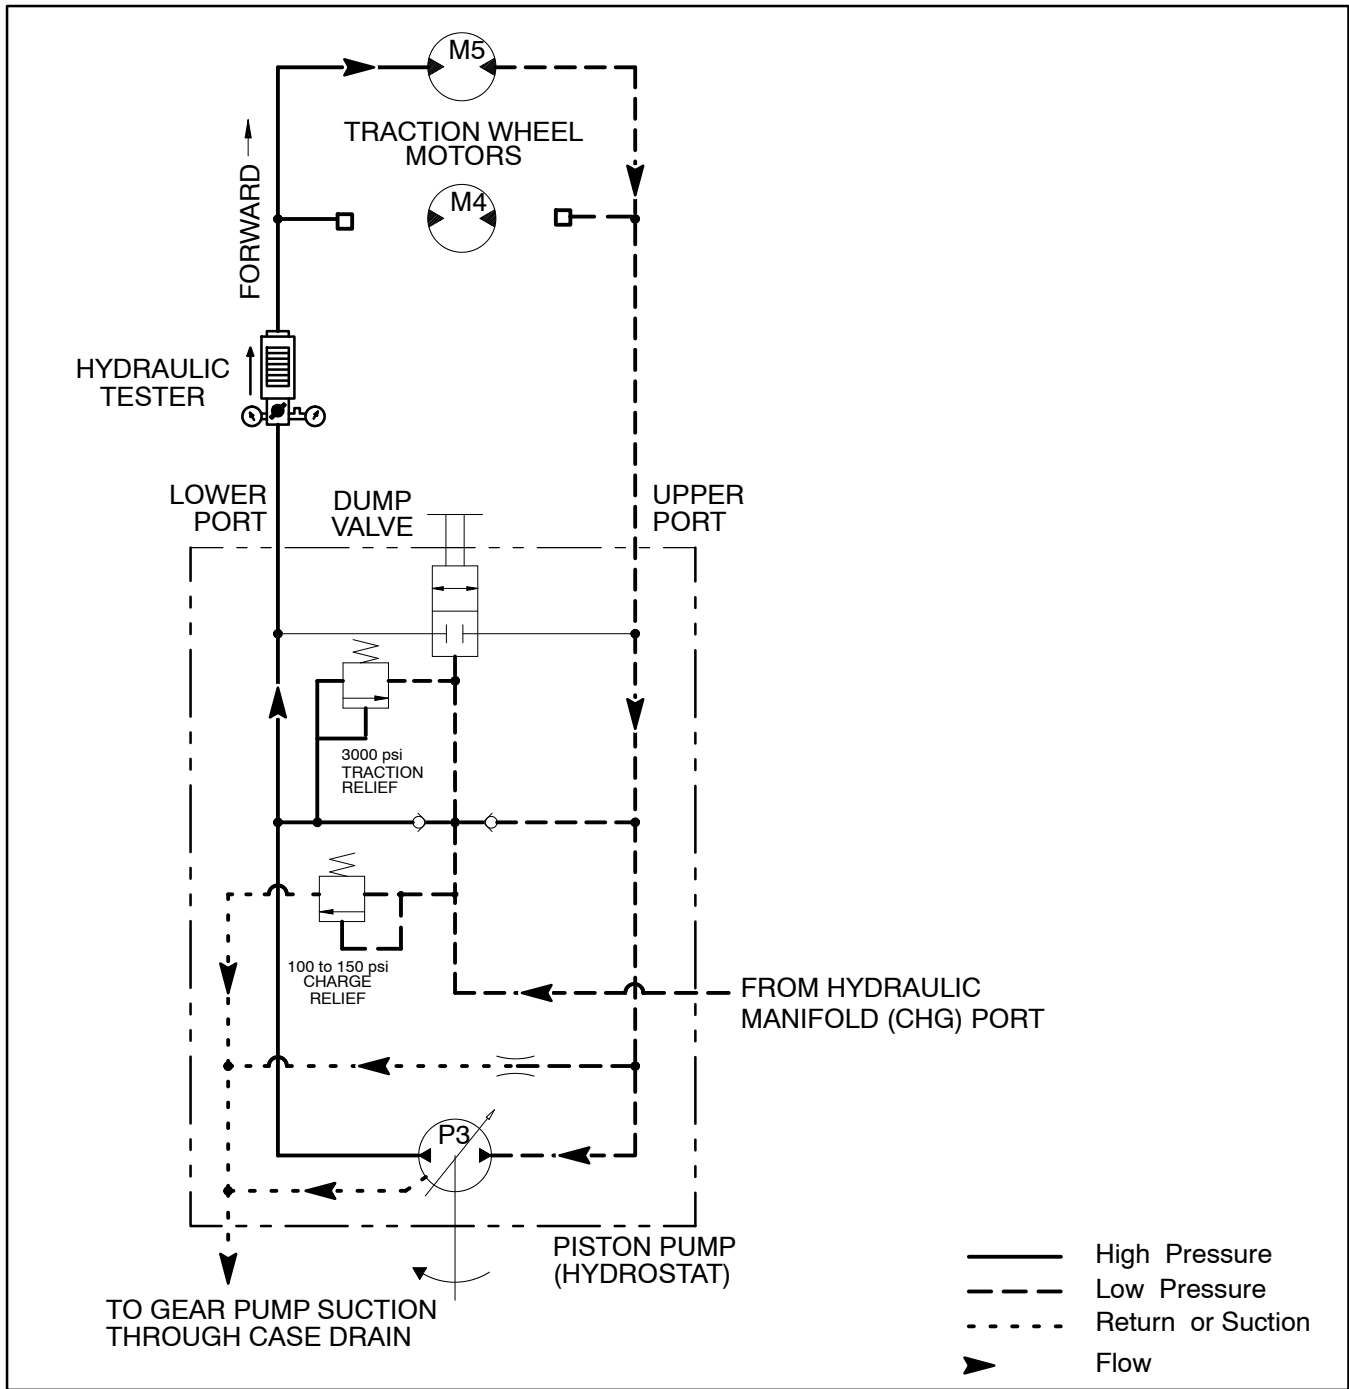 M5
TRACTION WHEEL
MOTORS
M4
FORWARD
HYDRAULIC
TESTER
LOWER
PORT
DUMP
VALVE
UPPER
PORT
3000 psi
TRACTION
RELIEF
100 to 150 psi
CHARGE
RELIEF
FROM HYDRAULIC
MANIFOLD (CHG) PORT
P3
PISTON PUMP
(HYDROSTAT)
TO GEAR PUMP SUCTION
THROUGH CASE DRAIN
High Pressure
Low Pressure
Return or Suction
Flow